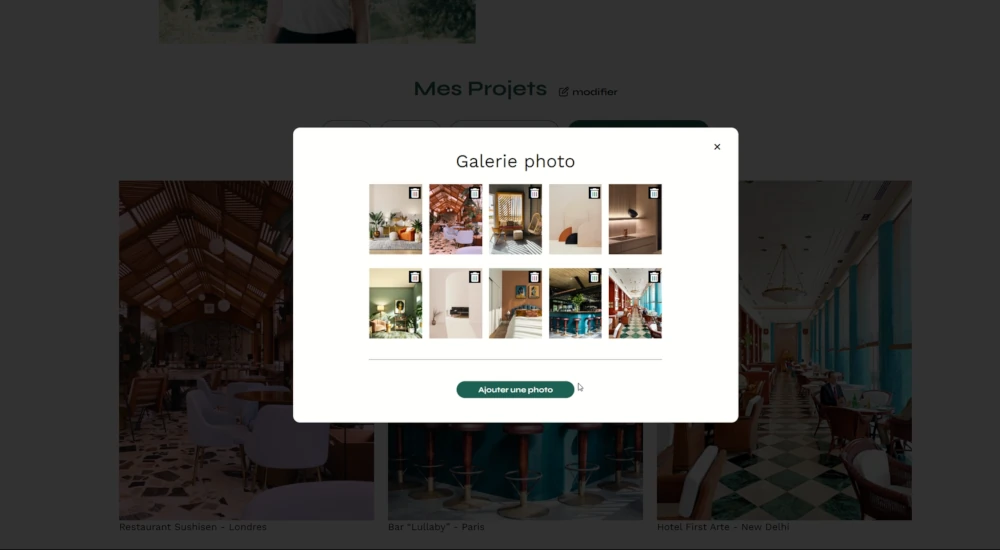 Mes Projets
modifier
Galerie photo
Ajouter une photo
Restaurant Sushisen - Londres
Bar "Lullaby" - Paris
Hotel First Arte - New Delhi